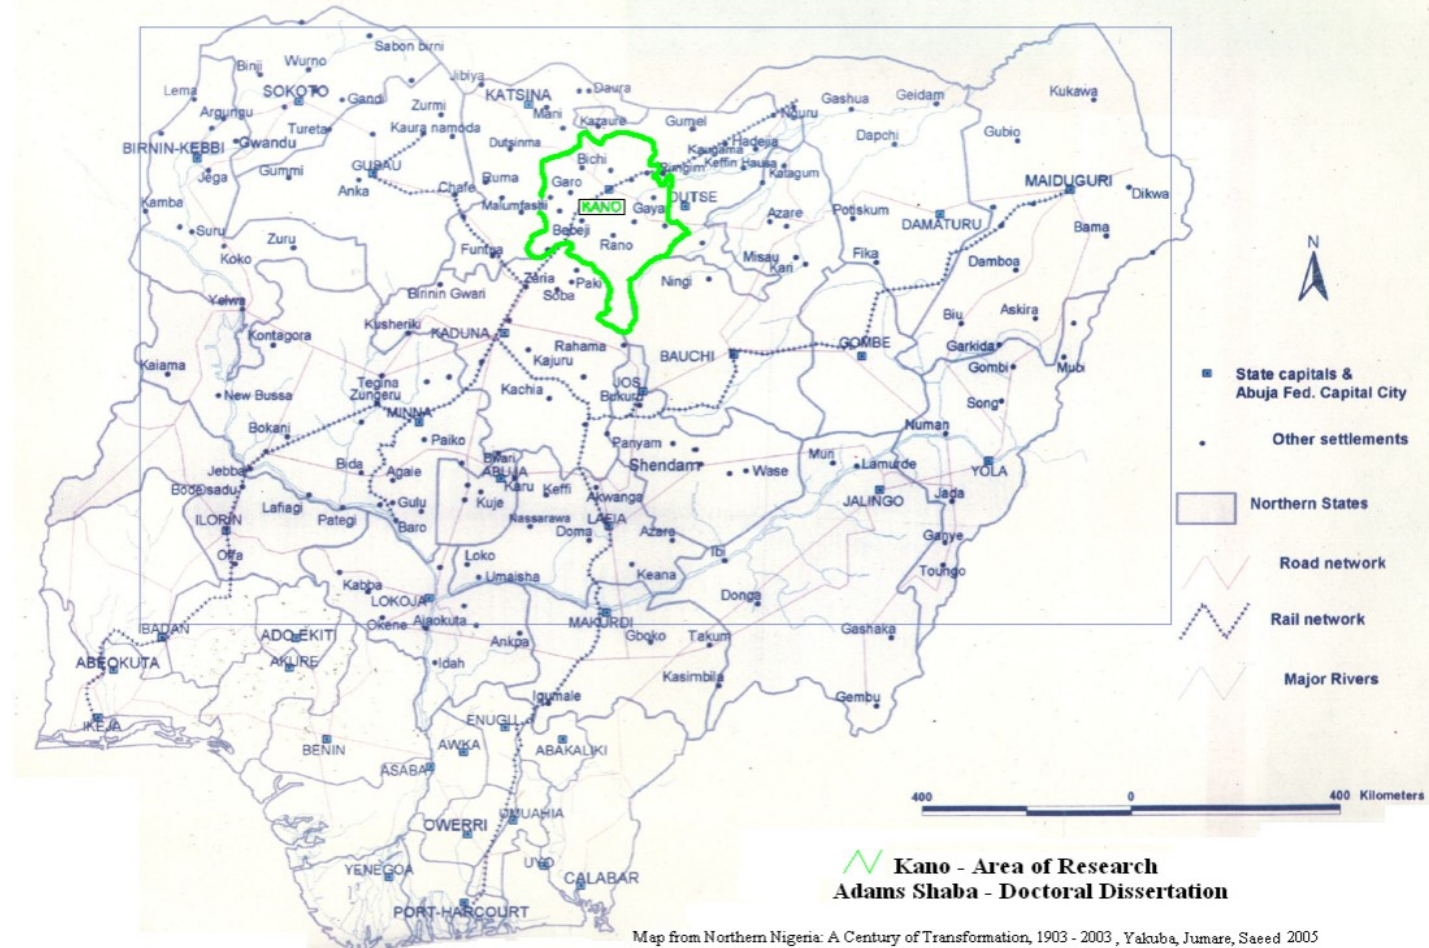 Sabon birni
Binji
Wurno
Jibiya
Lema
SOKOTO
Gandi
KATSINA
Daura
Kukawa
Geidam
Gashua
Argungu
Zurmi
Mani
Nguru
Tureta
Kaura namoda
Kazaure
Gumel
Dapchi
Gubio
Gwandu
Dutsinma
Hadejia
BIRNIN-KEBBI
Kaugama
GUSAU
Bichi
Keffin Hausa
Jega
Gummi
Ruma
Katagum
Anka
Chafe
Garo
MAIDUGURI
Dikwa
Kamba
Malumfashi
KANO
Gaya
DUTSE
Azare
Potiskum
DAMATURU
Suru
Bebeji
Bama
Zuru
Rano
Koko
Funtua
Misau
Kari
Fika
Damboa
Zaria
Paki
Ningi
Birinin Gwari
Soba
Yelwa
Biu
Askira
Kusheriki
KADUNA
Kontagora
Rahama
BAUCHI
GOMBE
Garkida
Kaiama
Kajuru
Gombi
Mubi
Tegina
JOS
New Bussa
Zungeru
Kachia
Bukuru
Song
MINNA
Bokani
Numan
Paiko
Panyam
Muri
Jebba
Bida
Agaie
Bwari
Shendam
Wase
Lamurde
YOLA
ABUJA
Bode sadu
Karu
Keffi
Akwanga
JALINGO
Jada
Lafiagi
Gulu
Kuje
ILORIN
Pategi
Baro
Nassarawa
LAFIA
Doma
Azare
Ganye
Offa
Loko
Ibi
Umaisha
Keana
Toungo
Kabba
LOKOJA
Donga
IBADAN
ADO EKITI
Okene
Ajaokuta
MAKURDI
Gboko
Takum
Gashaka
Ankpa
ABEOKUTA
AKURE
Idah
Kasimbila
Igumale
Gembu
IKEJA
ENUGU
BENIN
AWKA
ABAKALIKI
ASABA
UMUAHIA
OWERRI
YENEGOA
UYO
CALABAR
PORT-HARCOURT
N
State capitals &
Abuja Fed. Capital City
Other settlements
Northern States
Road network
Rail network
Major Rivers
400 0 400 Kilometers
Kano - Area of Research
Adams Shaba - Doctoral Dissertation
Map from Northern Nigeria: A Century of Transformation, 1903 - 2003 , Yakuba, Jumare, Saeed 2005